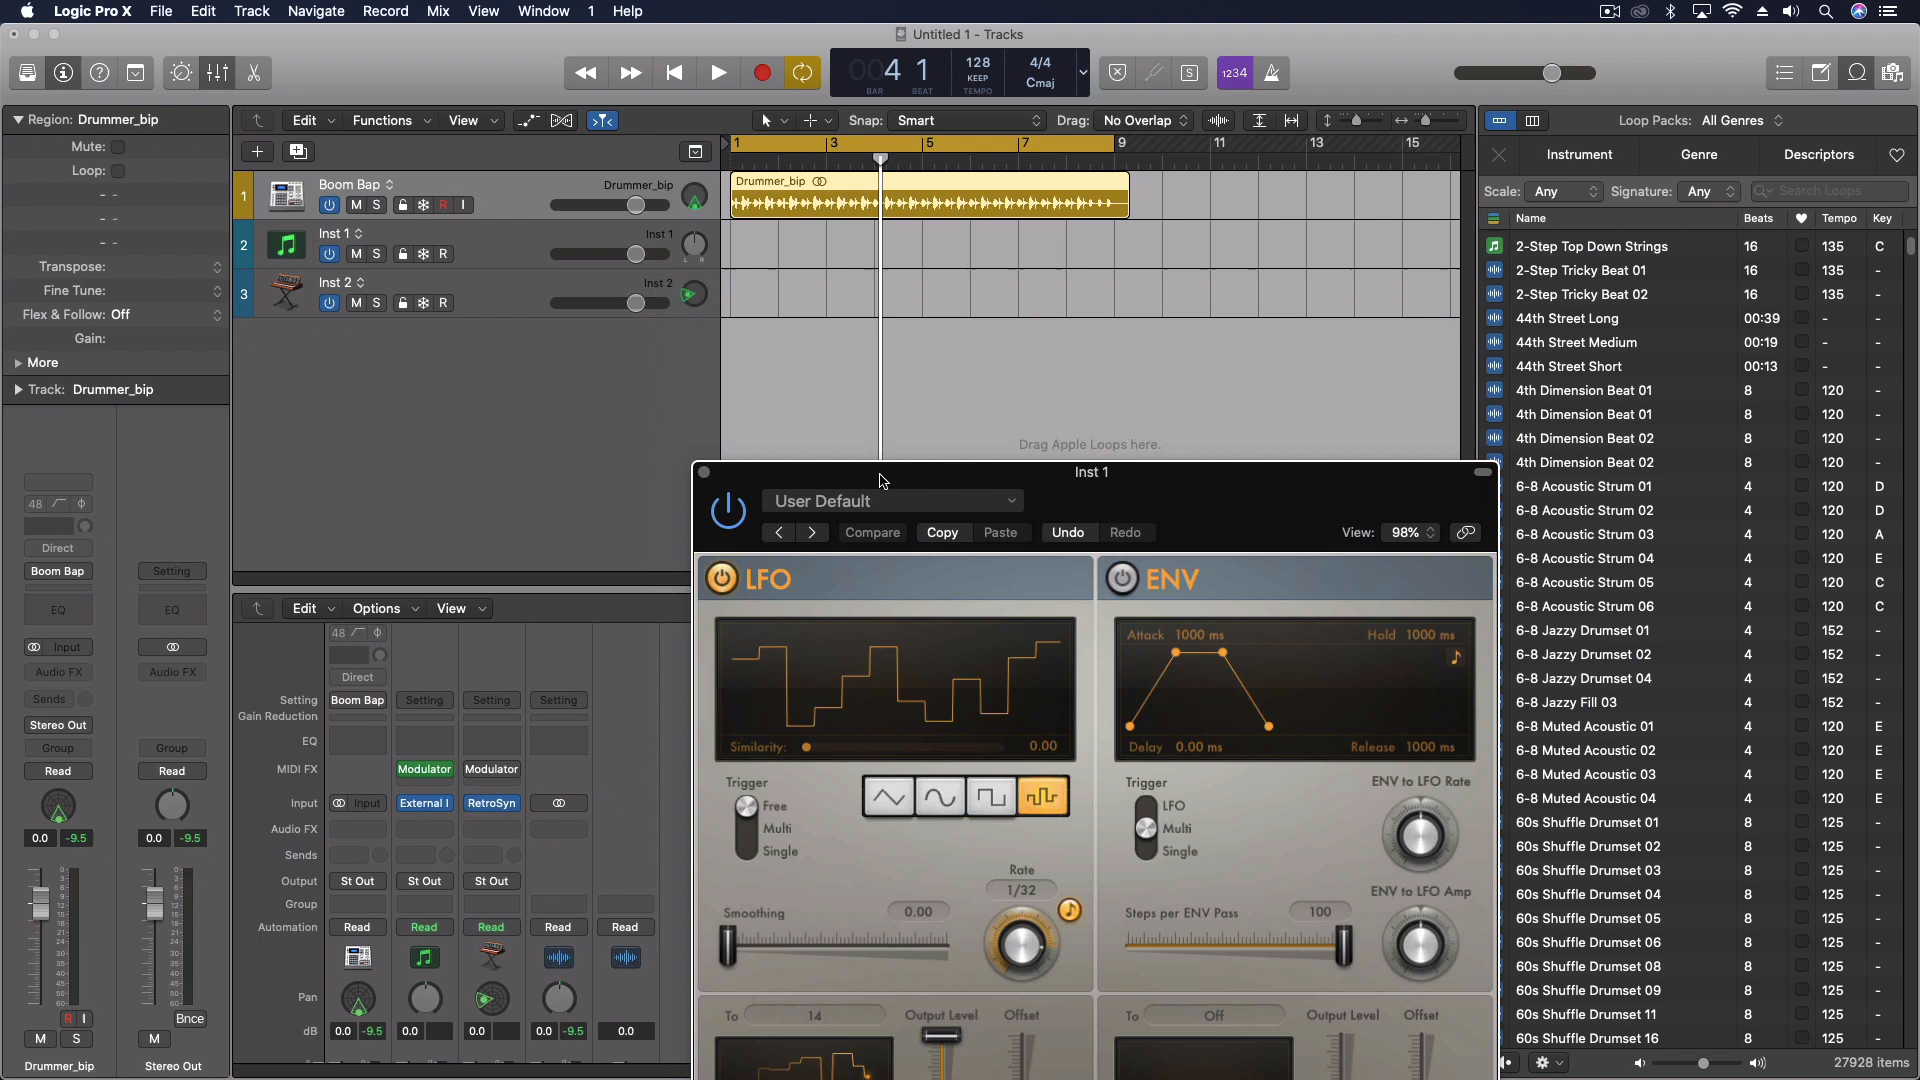 Logic Pro X File Edit Track Navigate Record Mix View Window 1 Help
Untitled 1 - Tracks
004 1 128 4/4
KEEP Cmaj
BAR BEAT TEMPO
S 1234
Region: Drummer_bip
Mute:
Loop:
Transpose:
Fine Tune:
Flex & Follow: Off
Gain:
More
Track: Drummer_bip
Edit Functions View Snap: Smart Drag: No Overlap
1 3 5 7 9 11 13 15
1 Boom Bap Drummer_bip
M S R I
2 Inst 1 Inst 1
M S R
L R
3 Inst 2 Inst 2
M S R
Drummer_bip
Drag Apple Loops here.
48
Direct
Boom Bap Setting
EQ EQ
Input
Audio FX Audio FX
Sends
Stereo Out
Group Group
Read Read
0.0 -9.5 0.0 -9.5
R I Bnce
M S M
Drummer_bip Stereo Out
Edit Options View
48
Direct
Setting Boom Bap Setting Setting Setting
Gain Reduction
EQ
MIDI FX Modulator Modulator
Input Input External I RetroSyn
Audio FX
Sends
Output St Out St Out St Out
Group
Automation Read Read Read Read Read
Pan
dB 0.0 -9.5 0.0 0.0 0.0 -9.5 0.0
Inst 1
User Default
Compare Copy Paste Undo Redo View: 98%
LFO ENV
Similarity: 0.00
Attack 1000 ms Hold 1000 ms
Delay 0.00 ms Release 1000 ms
Trigger
Free
Multi
Single
Rate
1/32
Smoothing 0.00
Trigger
LFO
Multi
Single
ENV to LFO Rate
ENV to LFO Amp
Steps per ENV Pass 100
To 14 Output Level Offset
To Off Output Level Offset
Loop Packs: All Genres
Instrument Genre Descriptors
Scale: Any Signature: Any Search Loops
Name Beats Tempo Key
2-Step Top Down Strings 16 135 C
2-Step Tricky Beat 01 16 135 -
2-Step Tricky Beat 02 16 135 -
44th Street Long 00:39 - -
44th Street Medium 00:19 - -
44th Street Short 00:13 - -
4th Dimension Beat 01 8 120 -
4th Dimension Beat 01 8 120 -
4th Dimension Beat 02 8 120 -
4th Dimension Beat 02 8 120 -
6-8 Acoustic Strum 01 4 120 D
6-8 Acoustic Strum 02 4 120 D
6-8 Acoustic Strum 03 4 120 A
6-8 Acoustic Strum 04 4 120 E
6-8 Acoustic Strum 05 4 120 C
6-8 Acoustic Strum 06 4 120 C
6-8 Jazzy Drumset 01 4 152 -
6-8 Jazzy Drumset 02 4 152 -
6-8 Jazzy Drumset 04 4 152 -
6-8 Jazzy Fill 03 4 152 -
6-8 Muted Acoustic 01 4 120 E
6-8 Muted Acoustic 02 4 120 E
6-8 Muted Acoustic 03 4 120 E
6-8 Muted Acoustic 04 4 120 E
60s Shuffle Drumset 01 8 125 -
60s Shuffle Drumset 02 8 125 -
60s Shuffle Drumset 03 8 125 -
60s Shuffle Drumset 04 8 125 -
60s Shuffle Drumset 05 8 125 -
60s Shuffle Drumset 06 8 125 -
60s Shuffle Drumset 08 8 125 -
60s Shuffle Drumset 09 8 125 -
60s Shuffle Drumset 11 8 125 -
60s Shuffle Drumset 16 8 125 -
27928 items